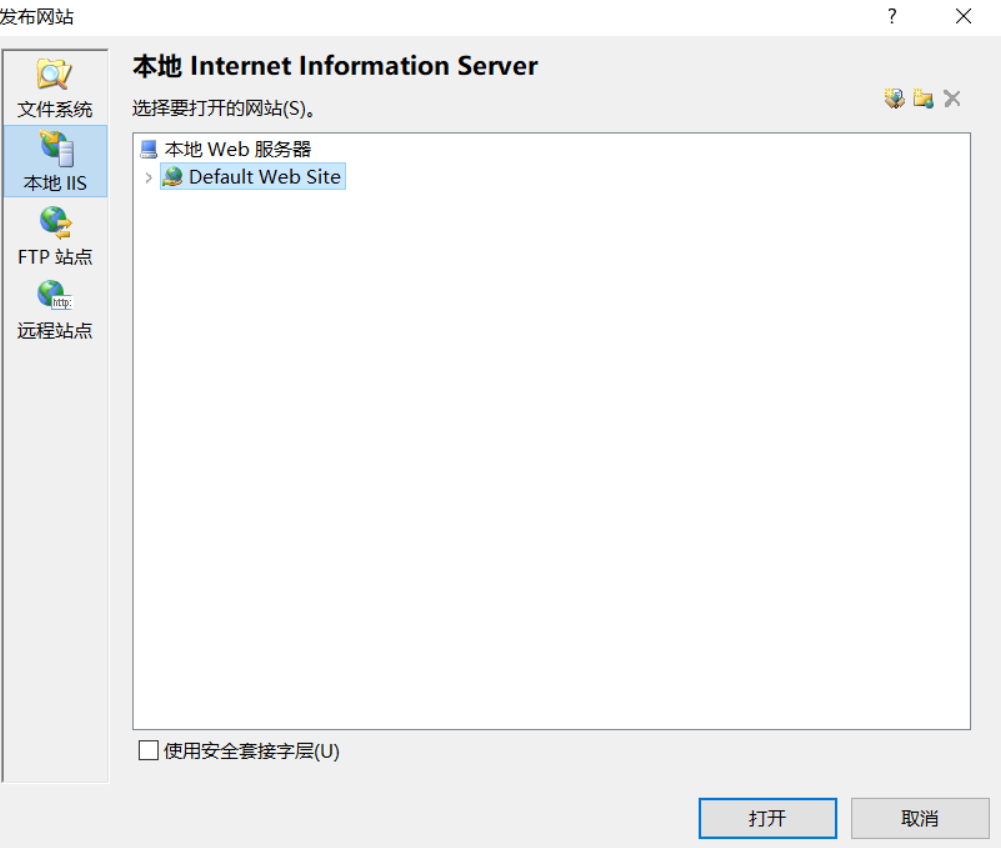 发布网站
?
文件系统
本地 IIS
FTP 站点
http:
远程站点
本地 Internet Information Server
选择要打开的网站(S)。
本地 Web 服务器
Default Web Site
使用安全套接字层(U)
打开
取消